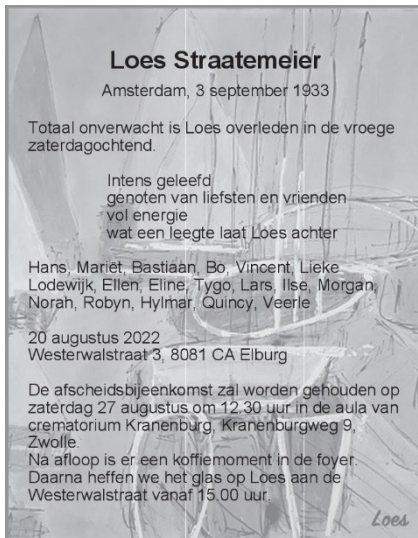 Loes Straatemeier
Amsterdam, 3 september 1933
Totaal onverwacht is Loes overleden in de vroege
zaterdagochtend.
Intens geleefd
genoten van liefsten en vrienden
vol energie
wat een leegte laat Loes achter
Hans, Mariët, Bastiaan, Bo, Vincent, Lieke
Lodewijk, Ellen, Eline, Tygo, Lars, Ilse, Morgan,
Norah, Robyn, Hylmar, Quincy, Veerle
20 augustus 2022
Westerwalstraat 3, 8081 CA Elburg
De afscheidsbijeenkomst zal worden gehouden op
zaterdag 27 augustus om 12.30 uur in de aula van
crematorium Kranenburg, Kranenburgweg 9,
Zwolle.
Na afloop is er een koffiemoment in de foyer.
Daarna heffen we het glas op Loes aan de
Westerwalstraat vanaf 15.00 uur.
Loes